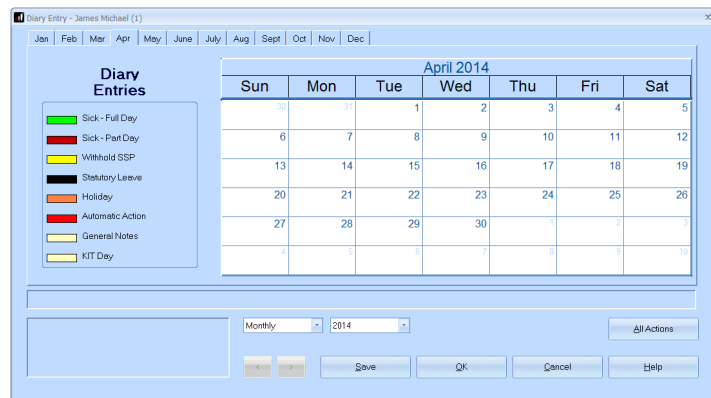 Diary Entry - James Michael (1)
x
Jan Feb Mar Apr May June July Aug Sept Oct Nov Dec
Diary
Entries
Sick - Full Day
Sick - Part Day
Withhold SSP
Statutory Leave
Holiday
Automatic Action
General Notes
KIT Day
April 2014
Sun Mon Tue Wed Thu Fri Sat
30 31 1 2 3 4 5
6 7 8 9 10 11 12
13 14 15 16 17 18 19
20 21 22 23 24 25 26
27 28 29 30 1 2 3
4 5 6 7 8 9 10
Monthly 2014 All Actions
< > Save OK Cancel Help